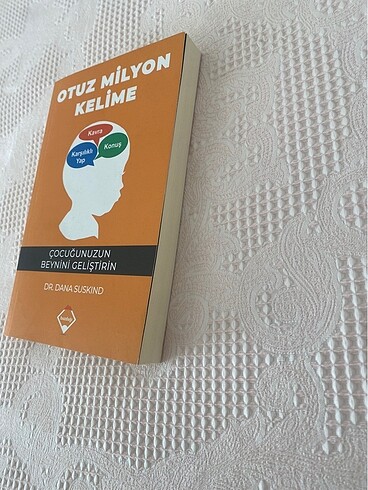 OTUZ MİLYON
KELİME
Kavra
Karşılıklı
Yap
Konuş
ÇOCUĞUNUZUN
BEYNİNİ GELİŞTİRİN
DR. DANA SUSKIND